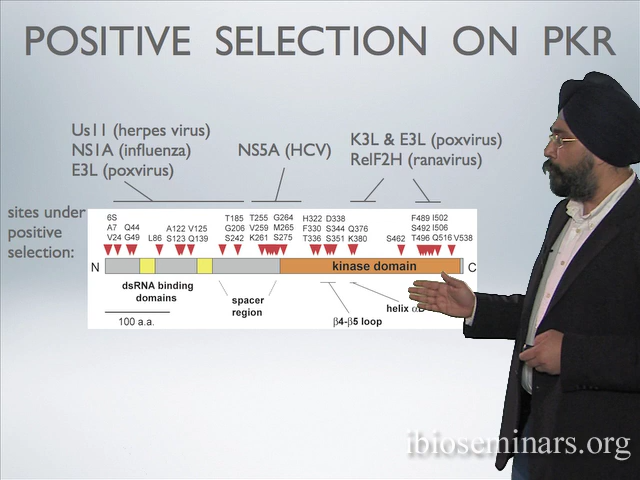 POSITIVE SELECTION ON PKR
Us11 (herpes virus)
NS1A (influenza)
E3L (poxvirus)
NS5A (HCV)
K3L & E3L (poxvirus)
RelF2H (ranavirus)
sites under
positive
selection:
6S
A7 Q44
V24 G49
L86
A122 V125
S123 Q139
T185
G206
S242
T255 G264
V259 M265
K261 S275
H322 D338
F330 S344 Q376
T336 S351 K380
S462
F489 I502
S492 I506
T496 Q516 V538
N
kinase domain
C
dsRNA binding
domains
spacer
region
helix
β4-β5 loop
100 a.a.
ibioseminars.org